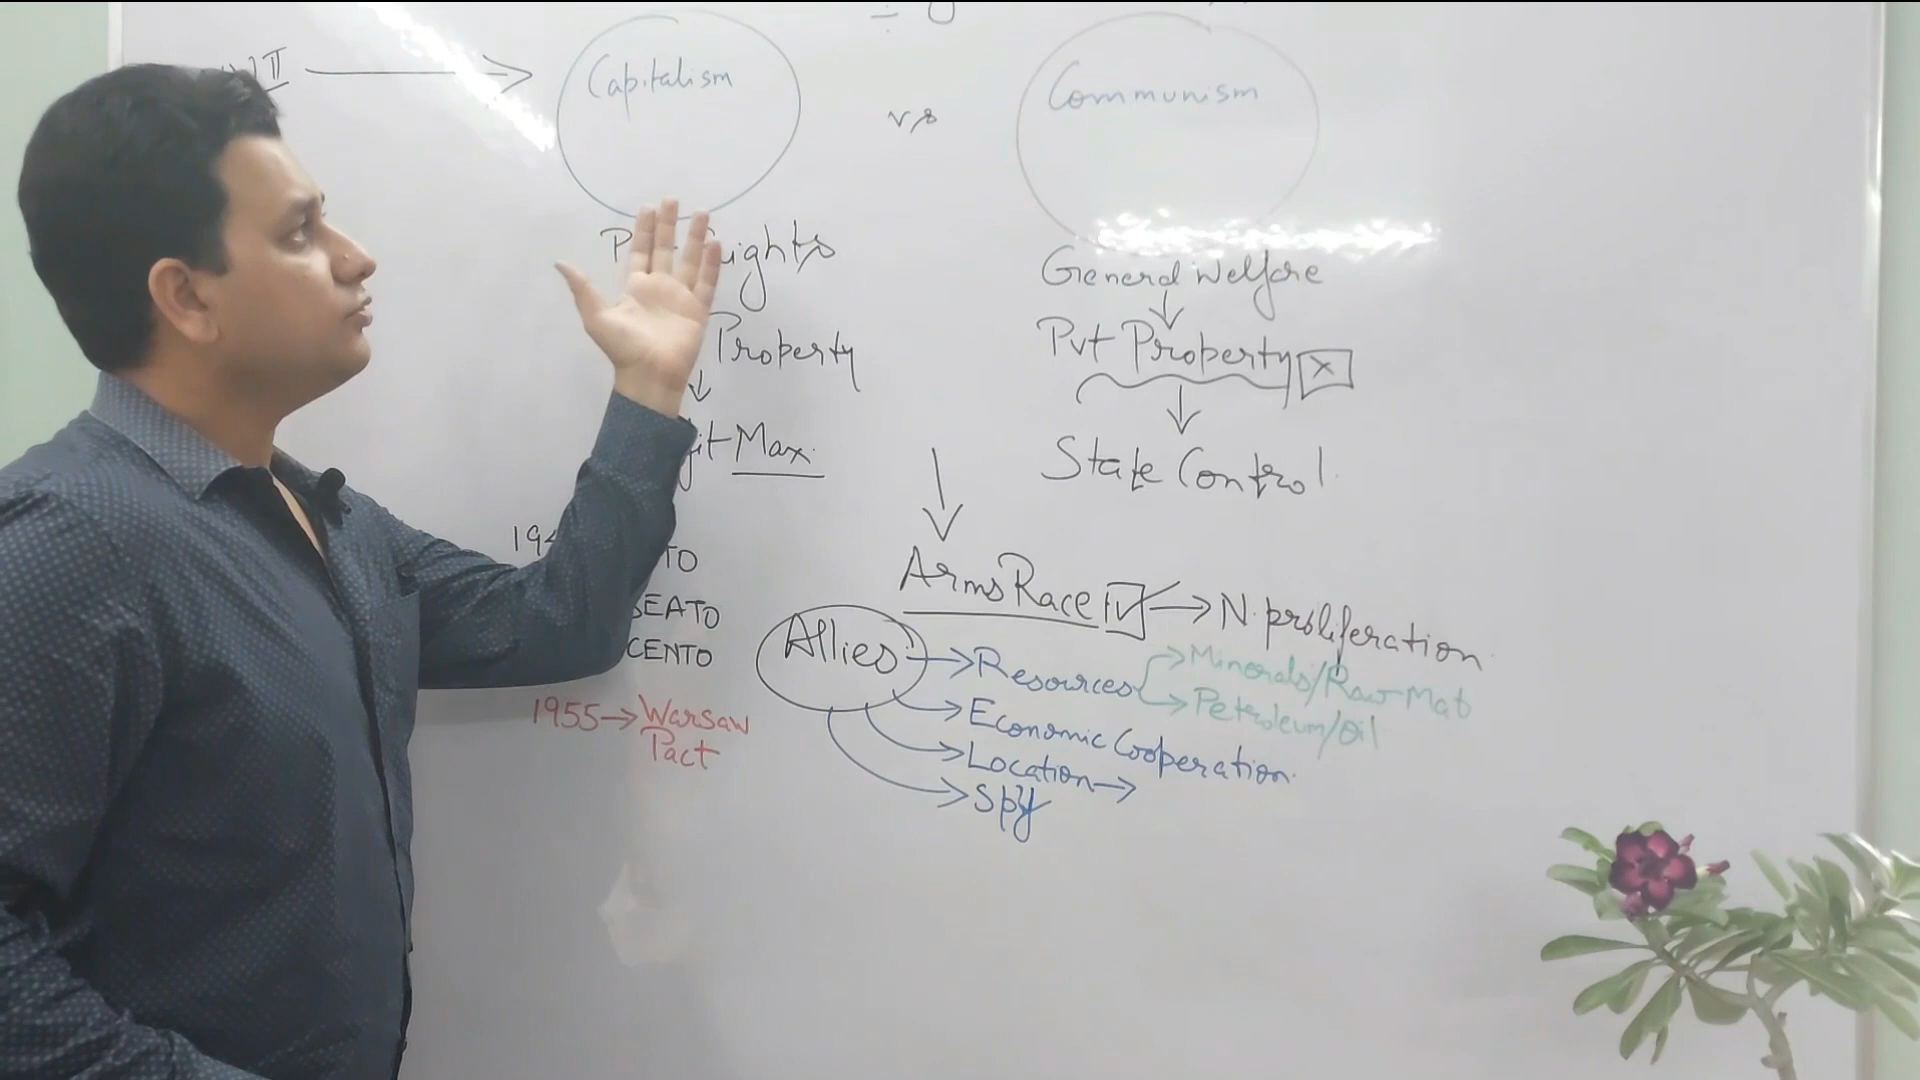 II →
Capitalism
vs
Communism
Rights
Property
↓
Max.
General Welfare
↓
Pvt Property x
↓
State Control
↓
Arms Race → N. proliferation
SEATO
CENTO
1955 → Warsaw
Pact
Allies
→ Resources
→ Minerals/Raw Mat
→ Petroleum/Oil
→ Economic Cooperation
→ Location →
→ Spy